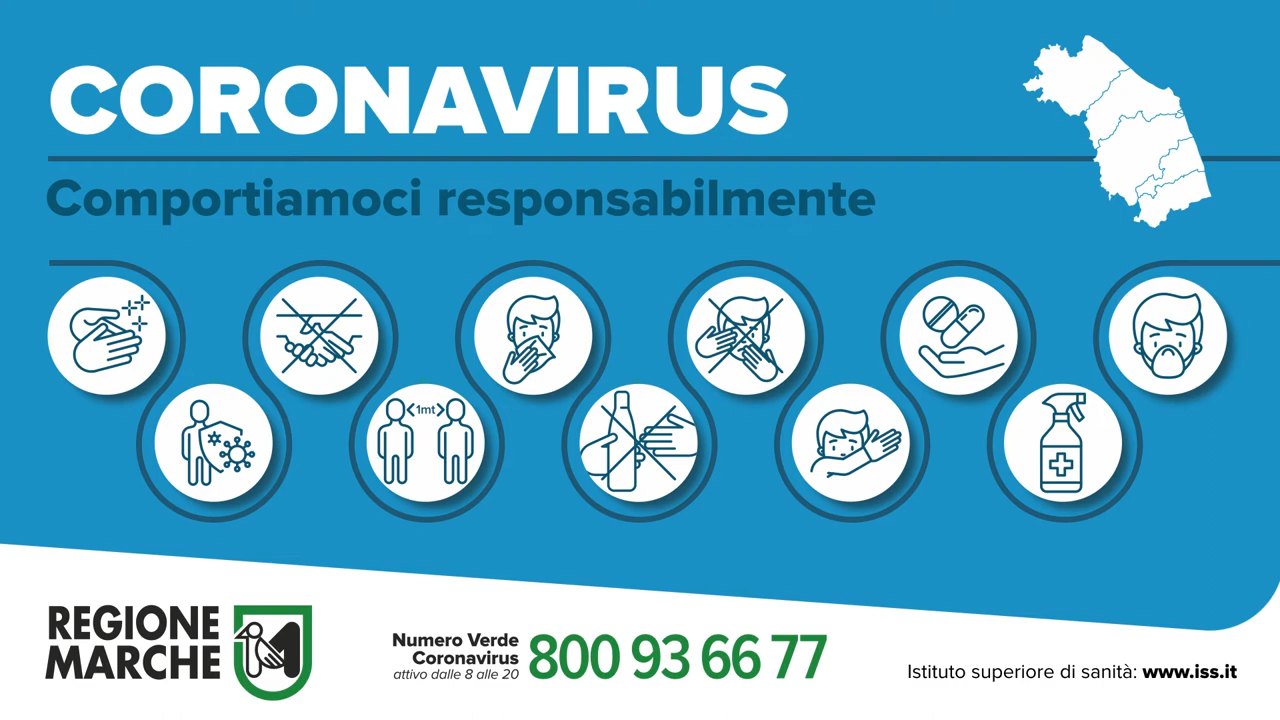 CORONAVIRUS
Comportiamoci responsabilmente
1mt
REGIONE
MARCHE
Numero Verde
Coronavirus
attivo dalle 8 alle 20
800 93 66 77
Istituto superiore di sanità: www.iss.it